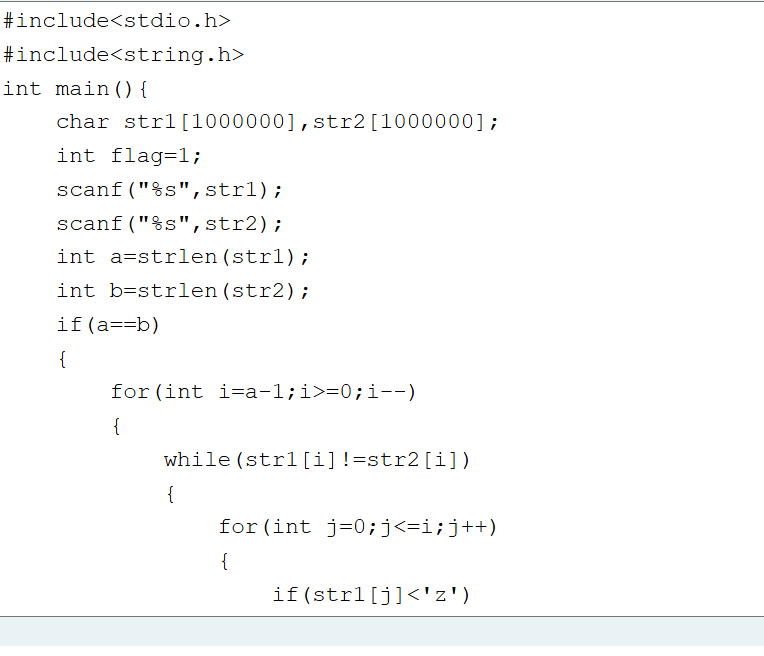 #include<stdio.h>
#include<string.h>
int main(){
    char str1[1000000],str2[1000000];
    int flag=1;
    scanf("%s",str1);
    scanf("%s",str2);
    int a=strlen(str1);
    int b=strlen(str2);
    if(a==b)
    {
        for(int i=a-1;i>=0;i--)
        {
            while(str1[i]!=str2[i])
            {
                for(int j=0;j<=i;j++)
                {
                    if(str1[j]<'z')